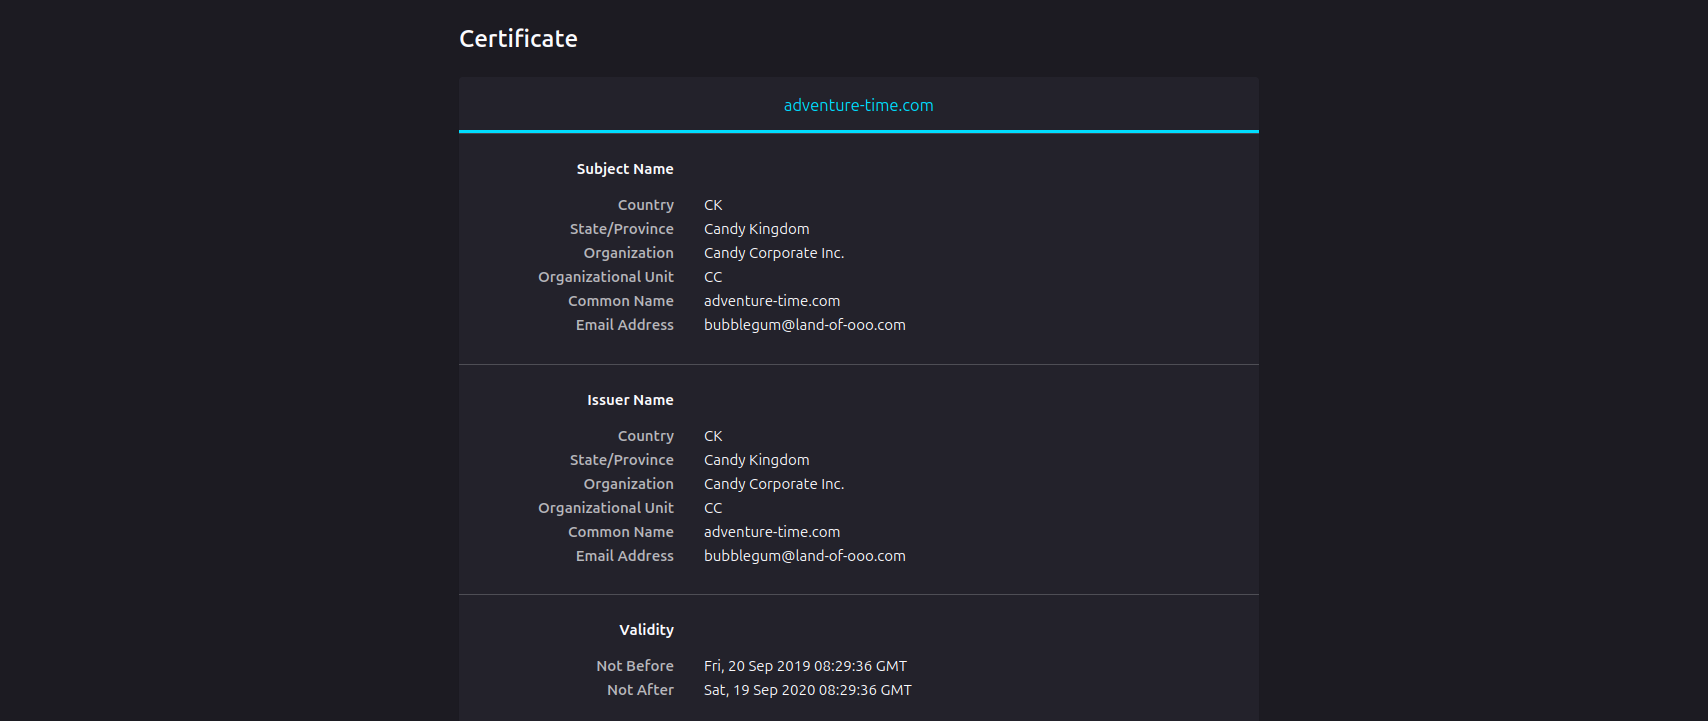 Certificate
adventure-time.com
Subject Name
Country CK
State/Province Candy Kingdom
Organization Candy Corporate Inc.
Organizational Unit CC
Common Name adventure-time.com
Email Address bubblegum@land-of-ooo.com
Issuer Name
Country CK
State/Province Candy Kingdom
Organization Candy Corporate Inc.
Organizational Unit CC
Common Name adventure-time.com
Email Address bubblegum@land-of-ooo.com
Validity
Not Before Fri, 20 Sep 2019 08:29:36 GMT
Not After Sat, 19 Sep 2020 08:29:36 GMT